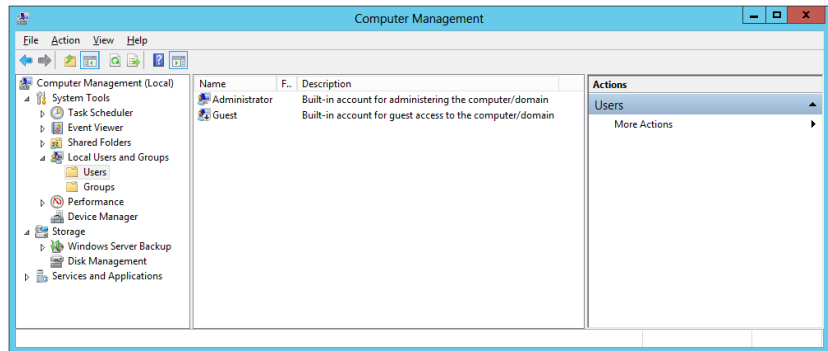 Computer Management
File Action View Help
Computer Management (Local)
System Tools
Task Scheduler
Event Viewer
Shared Folders
Local Users and Groups
Users
Groups
Performance
Device Manager
Storage
Windows Server Backup
Disk Management
Services and Applications
Name F.. Description
Administrator Built-in account for administering the computer/domain
Guest Built-in account for guest access to the computer/domain
Actions
Users
More Actions